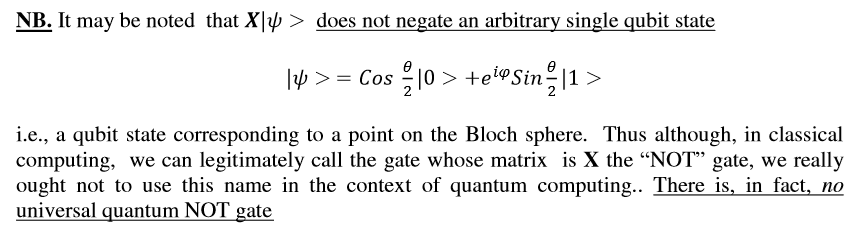 NB. It may be noted that X|ψ > does not negate an arbitrary single qubit state
|ψ > = Cos θ/2 |0 > +e^{iφ}Sin θ/2 |1 >
i.e., a qubit state corresponding to a point on the Bloch sphere. Thus although, in classical
computing, we can legitimately call the gate whose matrix is X the “NOT” gate, we really
ought not to use this name in the context of quantum computing.. There is, in fact, no
universal quantum NOT gate